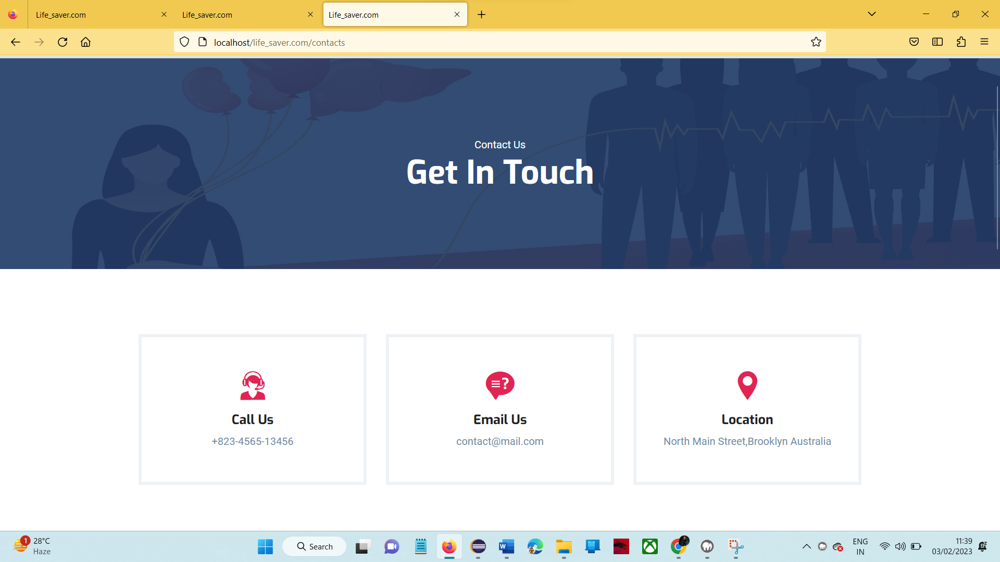 Life_saver.com
Life_saver.com
Life_saver.com
localhost/life_saver.com/contacts
Contact Us
Get In Touch
≡?
Call Us
Email Us
Location
+823-4565-13456
contact@mail.com
North Main Street,Brooklyn Australia
1
28°C
Haze
Search
W
ENG
IN
11:39
03/02/2023